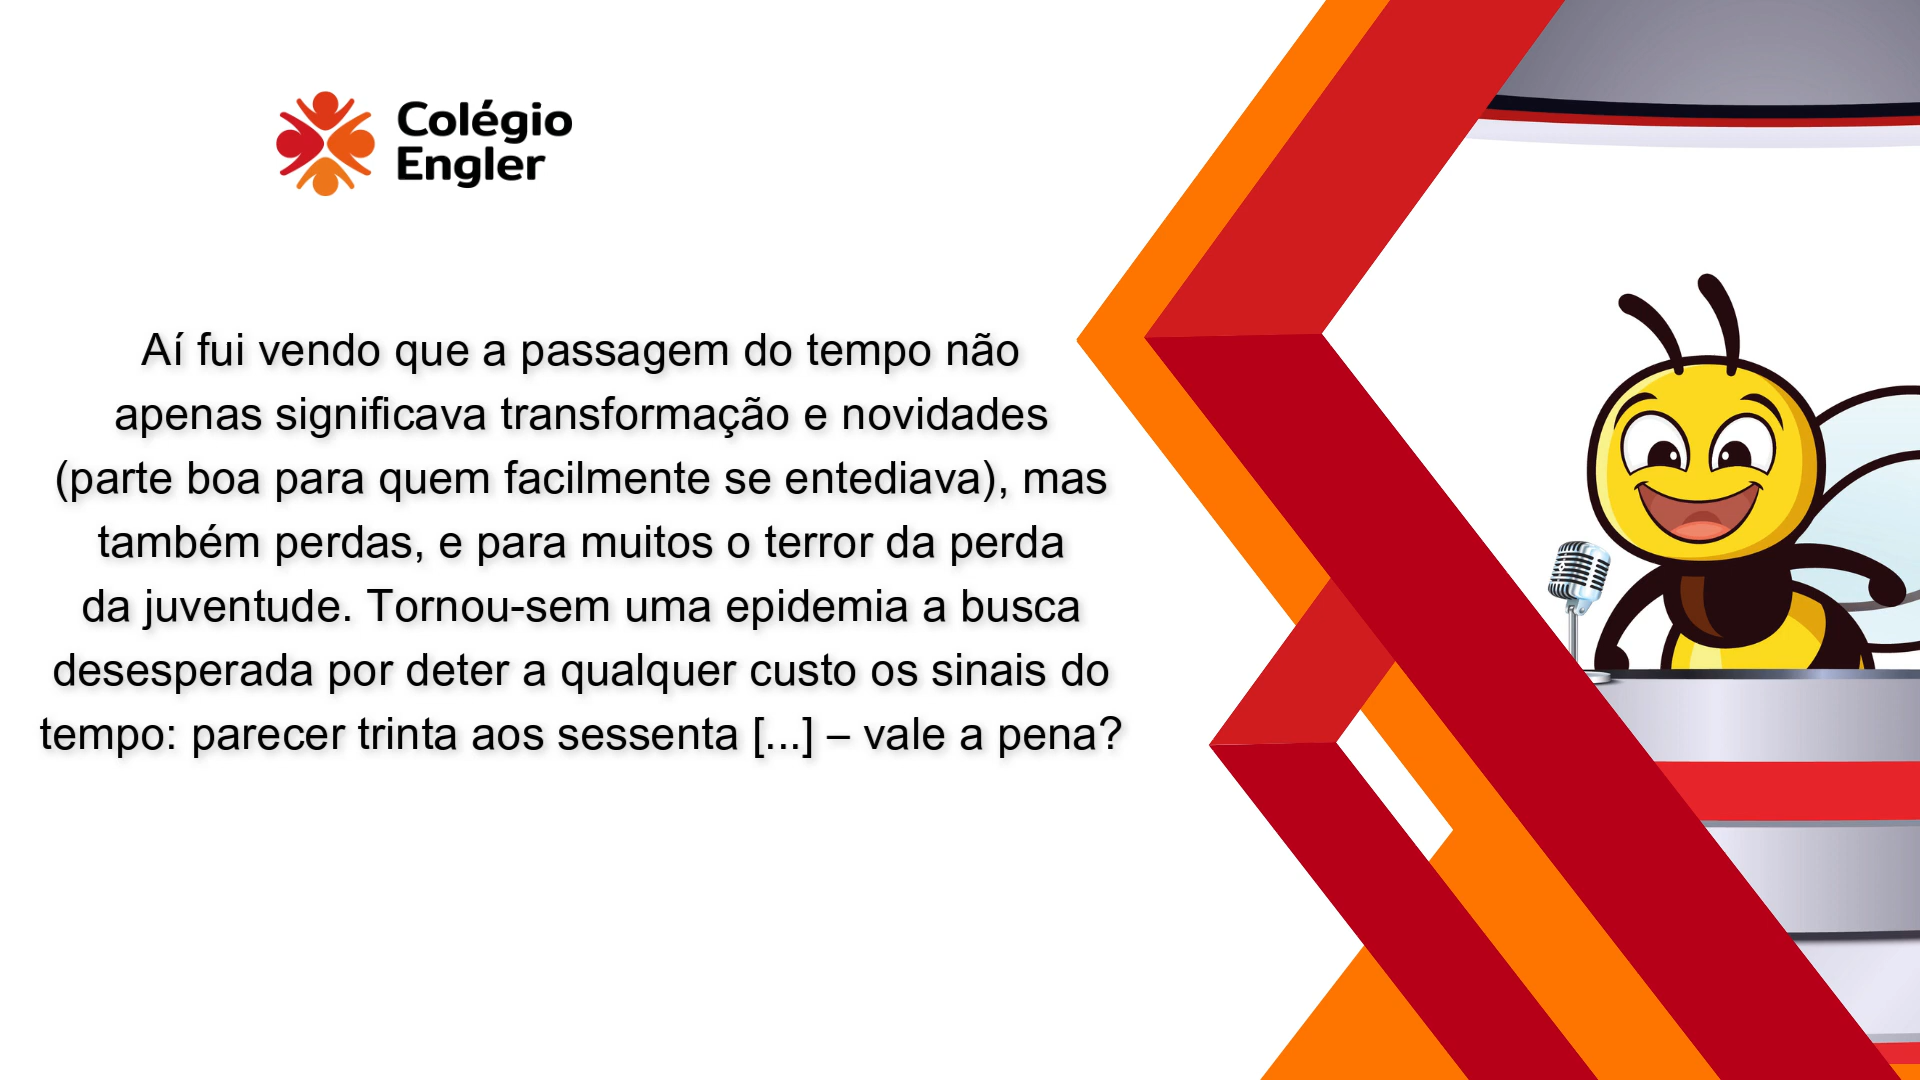 Colégio
Engler
Aí fui vendo que a passagem do tempo não
apenas significava transformação e novidades
(parte boa para quem facilmente se entediava), mas
também perdas, e para muitos o terror da perda
da juventude. Tornou-sem uma epidemia a busca
desesperada por deter a qualquer custo os sinais do
tempo: parecer trinta aos sessenta [...] – vale a pena?